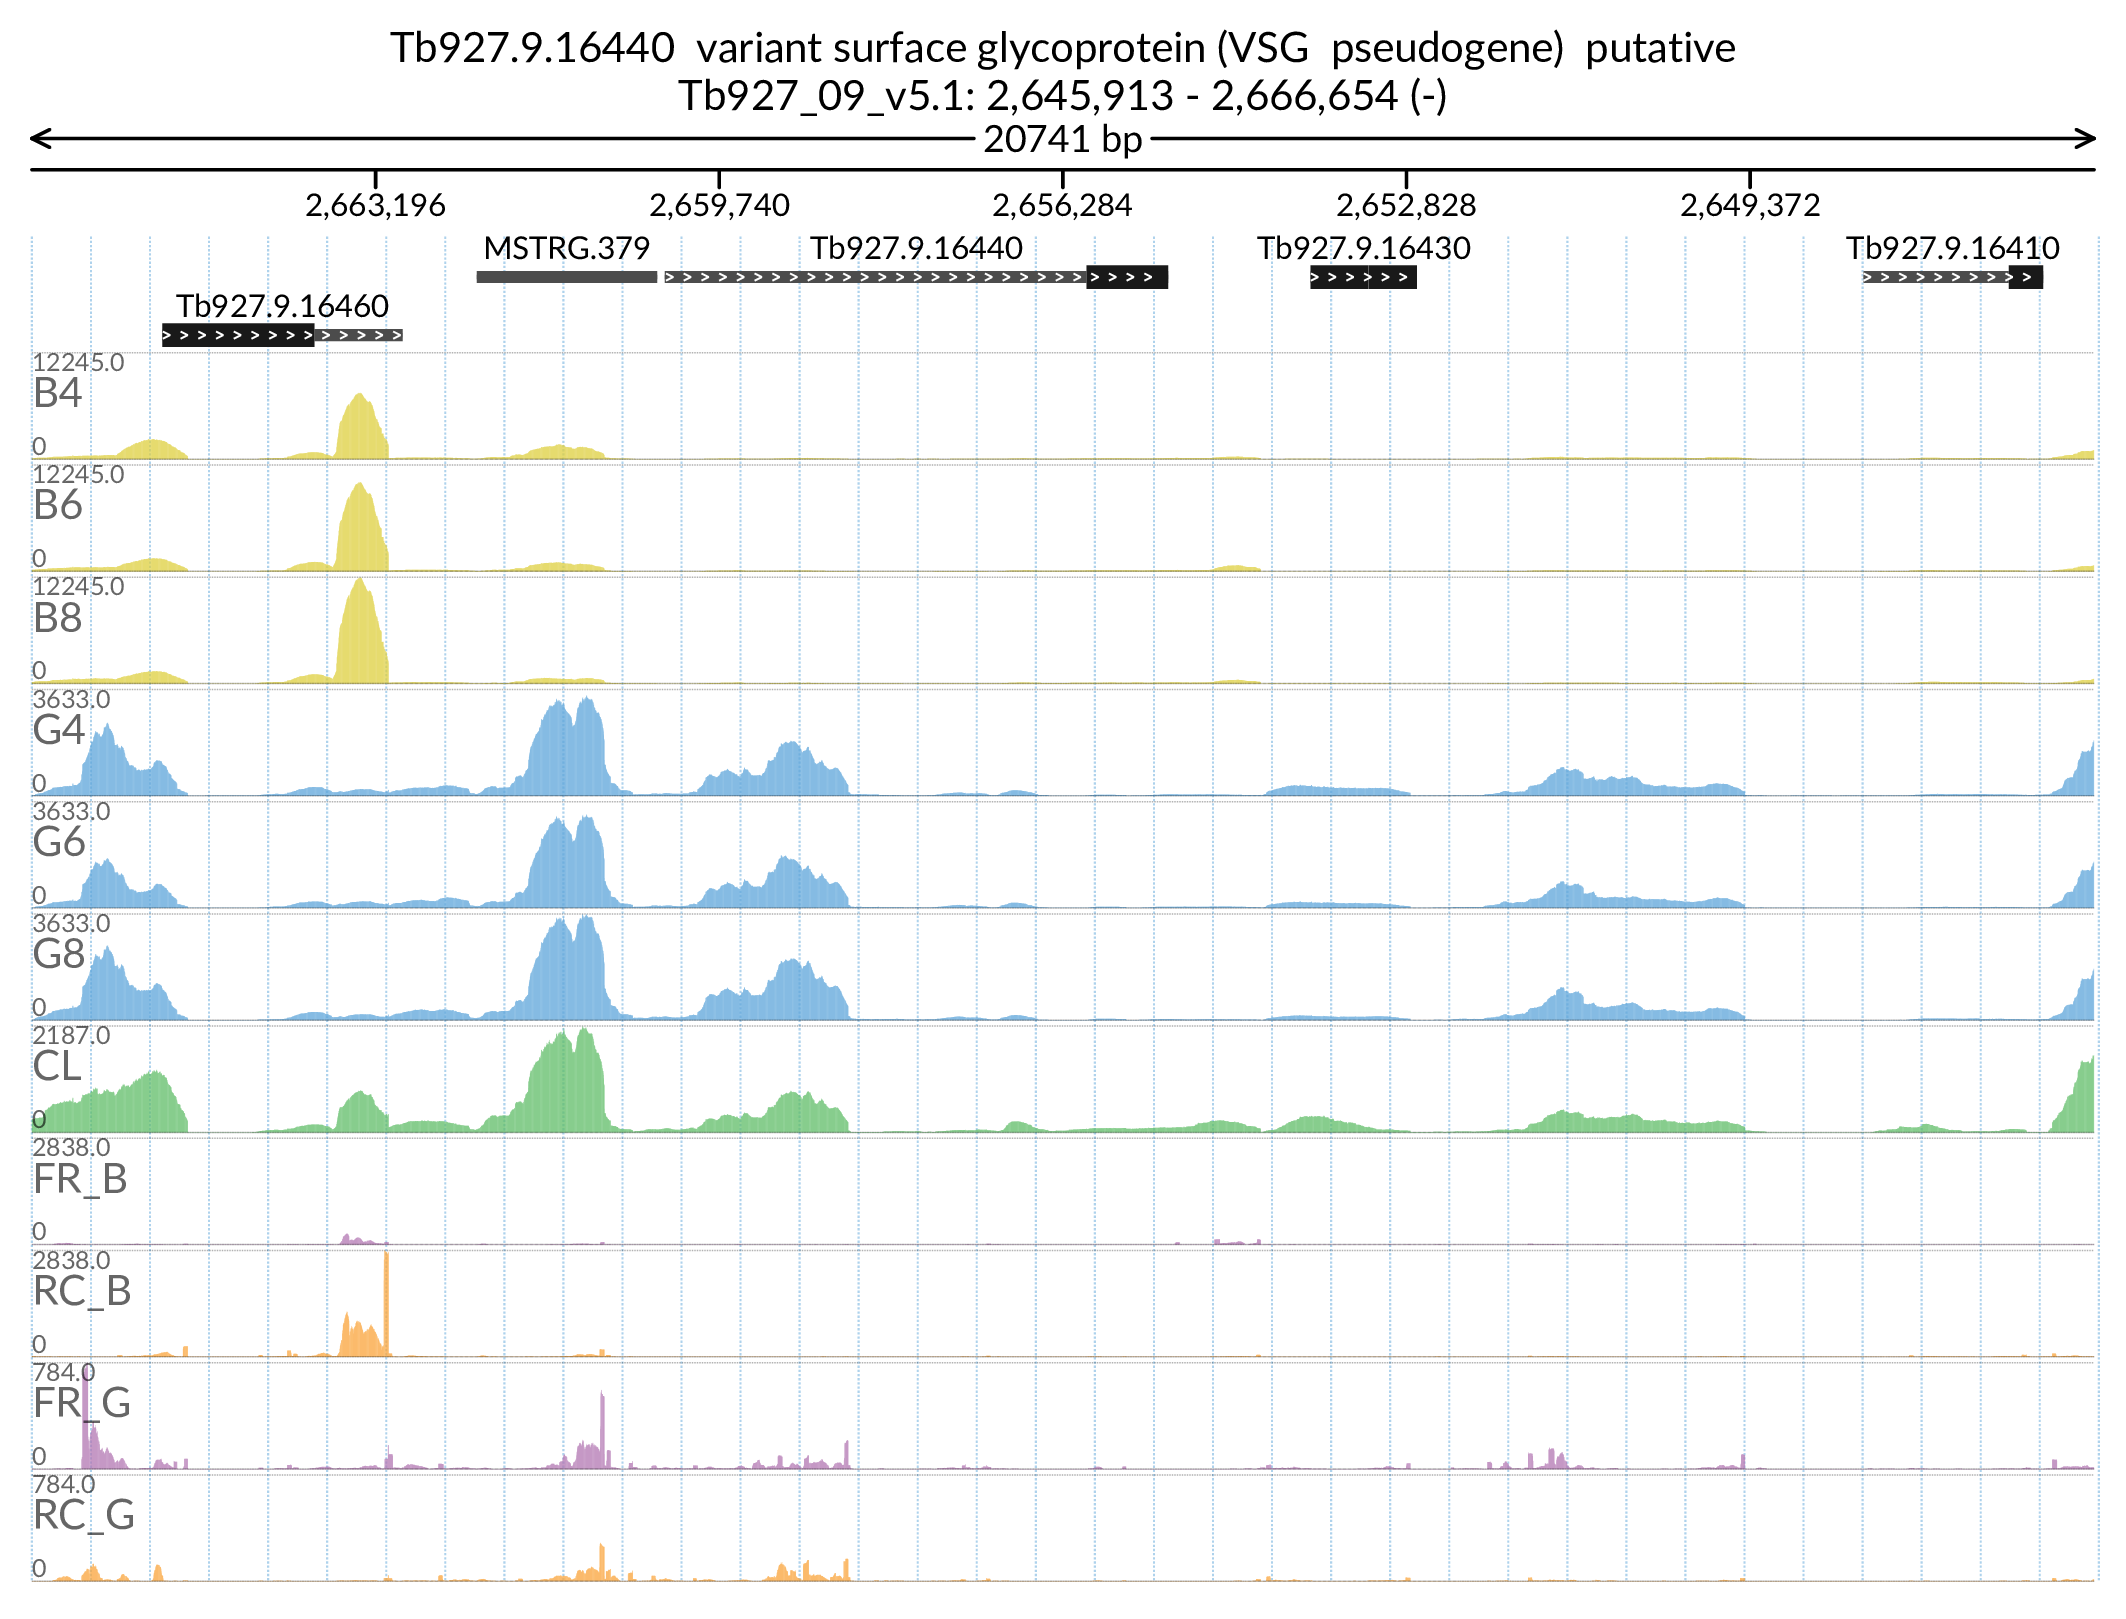 Tb927.9.16440  variant surface glycoprotein (VSG  pseudogene)  putative
Tb927_09_v5.1: 2,645,913 - 2,666,654 (-)
20741 bp
2,663,196 2,659,740 2,656,284 2,652,828 2,649,372
MSTRG.379 Tb927.9.16440 Tb927.9.16430 Tb927.9.16410
Tb927.9.16460
12245.0
B4
0
12245.0
B6
0
12245.0
B8
0
3633.0
G4
0
3633.0
G6
0
3633.0
G8
0
2187.0
CL
0
2838.0
FR_B
0
2838.0
RC_B
0
784.0
FR_G
0
784.0
RC_G
0